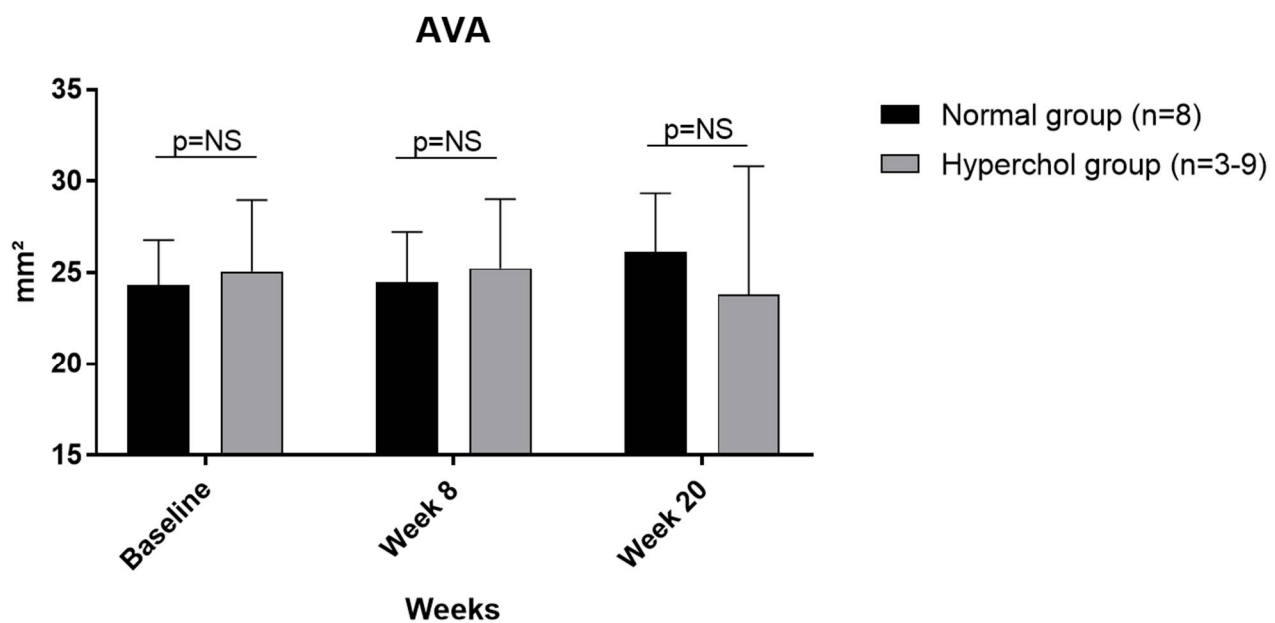 AVA
35
30
25
20
15
mm²
p=NS
p=NS
p=NS
Normal group (n=8)
Hyperchol group (n=3-9)
Baseline
Week 8
Week 20
Weeks